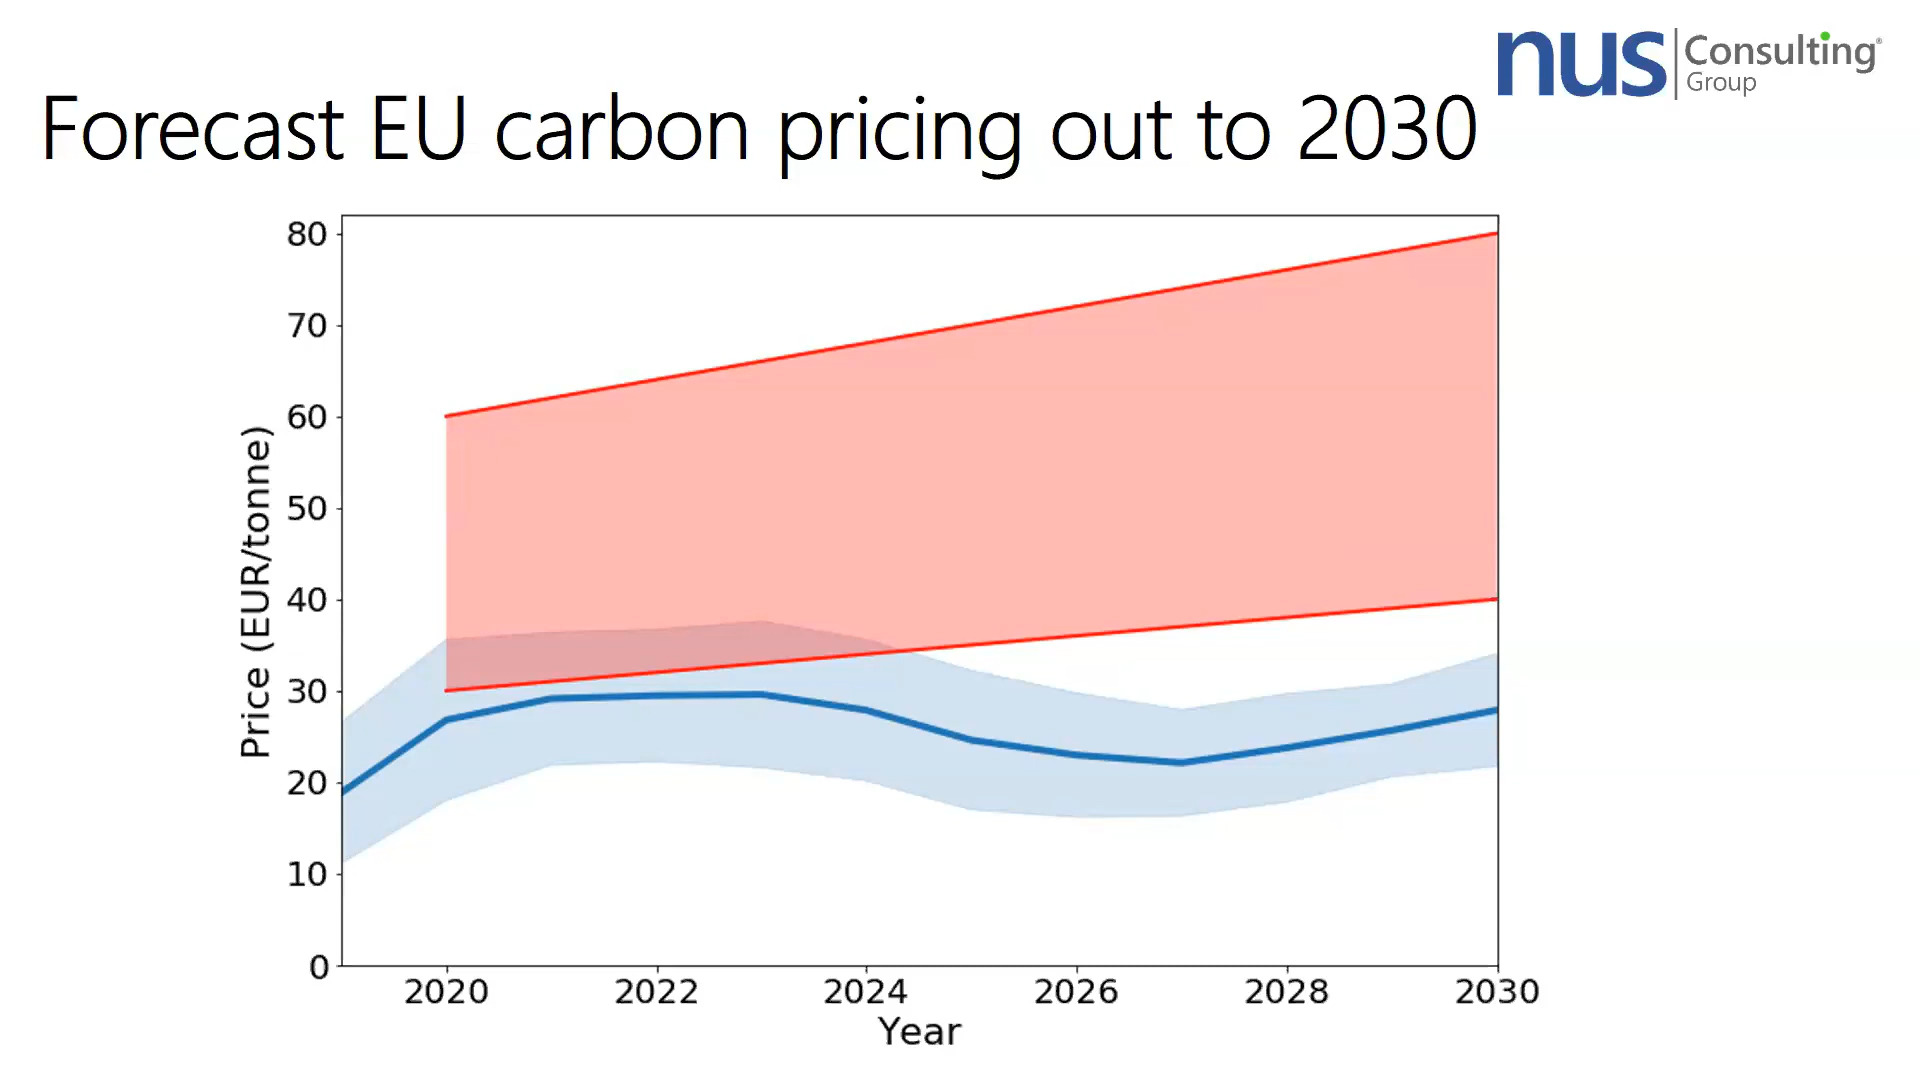 nus Consulting®
Group
Forecast EU carbon pricing out to 2030
80
70
60
50
40
30
20
10
0
Price (EUR/tonne)
2020 2022 2024 2026 2028 2030
Year